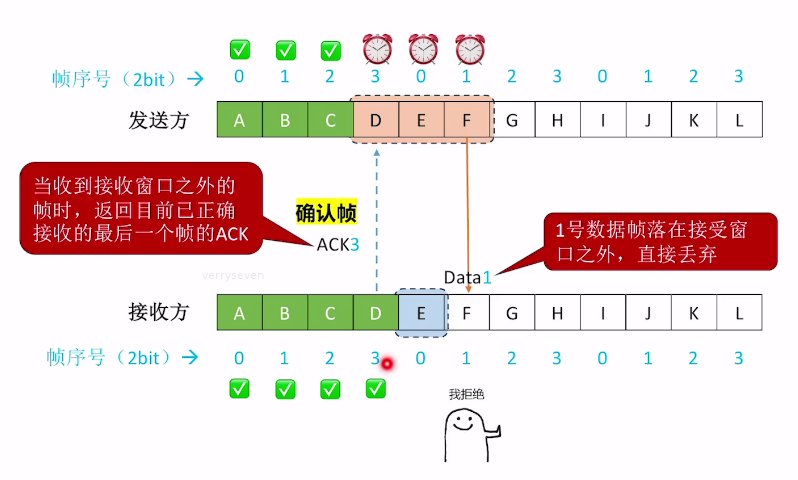 帧序号（2bit）→ 0 1 2 3 0 1 2 3 0 1 2 3
发送方 A B C D E F G H I J K L
当收到接收窗口之外的
帧时，返回目前已正确
接收的最后一个帧的ACK
确认帧
ACK3
1号数据帧落在接受窗
口之外，直接丢弃
verryseven
Data1
接收方 A B C D E F G H I J K L
帧序号（2bit）→ 0 1 2 3 0 1 2 3 0 1 2 3
我拒绝